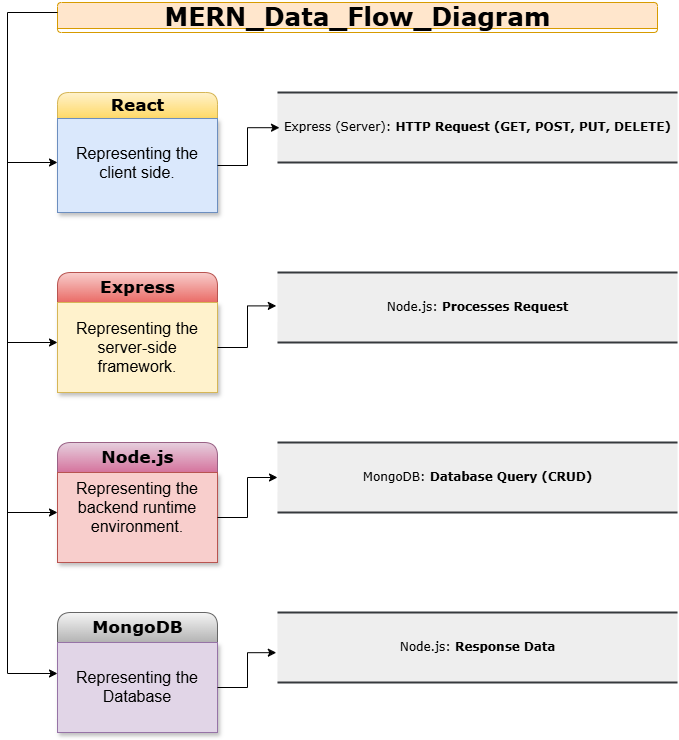 MERN_Data_Flow_Diagram
React
Representing the
client side.
Express (Server): HTTP Request (GET, POST, PUT, DELETE)
Express
Representing the
server-side
framework.
Node.js: Processes Request
Node.js
Representing the
backend runtime
environment.
MongoDB: Database Query (CRUD)
MongoDB
Representing the
Database
Node.js: Response Data